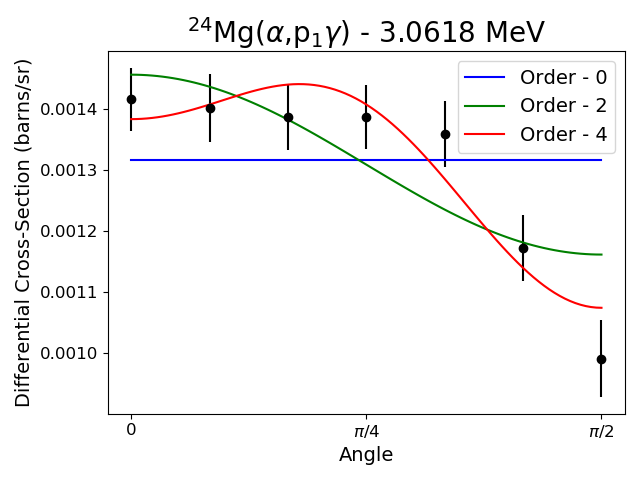 ²⁴Mg(α,p₁γ) - 3.0618 MeV
Order - 0
Order - 2
Order - 4
Differential Cross-Section (barns/sr)
0.0014
0.0013
0.0012
0.0011
0.0010
0
π/4
π/2
Angle